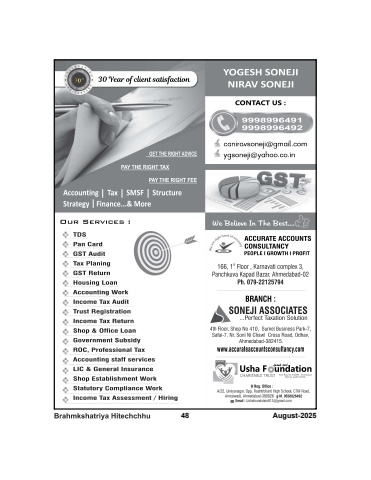 30 Year of client satisfaction
GET THE RIGHT ADVICE
PAY THE RIGHT TAX
PAY THE RIGHT FEE
Accounting | Tax | SMSF | Structure
Strategy | Finance...& More
YOGESH SONEJI
NIRAV SONEJI
CONTACT US :
9998996491
9998996492
caniravsoneji@gmail.com
ygsoneji@yahoo.co.in
GST
We Believe In The Best...
OUR SERVICES :
TDS
Pan Card
GST Audit
Tax Planing
GST Return
Housing Loan
Accounting Work
Income Tax Audit
Trust Registration
Income Tax Return
Shop & Office Loan
Government Subsidy
ROC, Professional Tax
Accounting staff services
LIC & General Insurance
Shop Establishment Work
Statutory Compliance Work
Income Tax Assessment / Hiring
ACCURATE ACCOUNTS
CONSULTANCY
PEOPLE I GROWTH I PROFIT
166, 1st Floor , Karnavati complex 3,
Panchkuva Kapad Bazar, Ahmedabad-02
Ph. 079-22125794
BRANCH :
SONEJI ASSOCIATES
...Perfect Taxation Solution
4th Floor, Shop No 410, Sumel Business Park-7,
Safal-7, Nr. Soni Ni Chawl Cross Road, Odhav,
Ahmedabad-382415.
www.accurateaccountsconsultancy.com
Usha Foundation
CHARITABLE TRUST
Reg. Office :
Brahmkshatriya Hitechchhu 48 August-2025